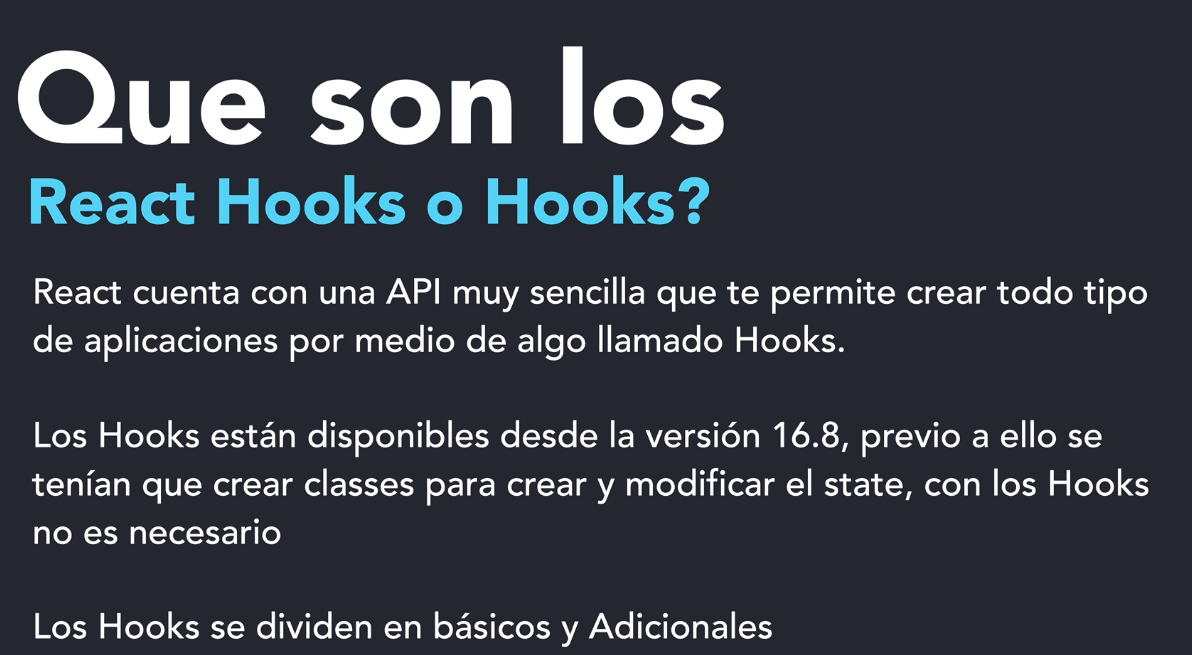 Que son los
React Hooks o Hooks?
React cuenta con una API muy sencilla que te permite crear todo tipo
de aplicaciones por medio de algo llamado Hooks.
Los Hooks están disponibles desde la versión 16.8, previo a ello se
tenían que crear classes para crear y modificar el state, con los Hooks
no es necesario
Los Hooks se dividen en básicos y Adicionales